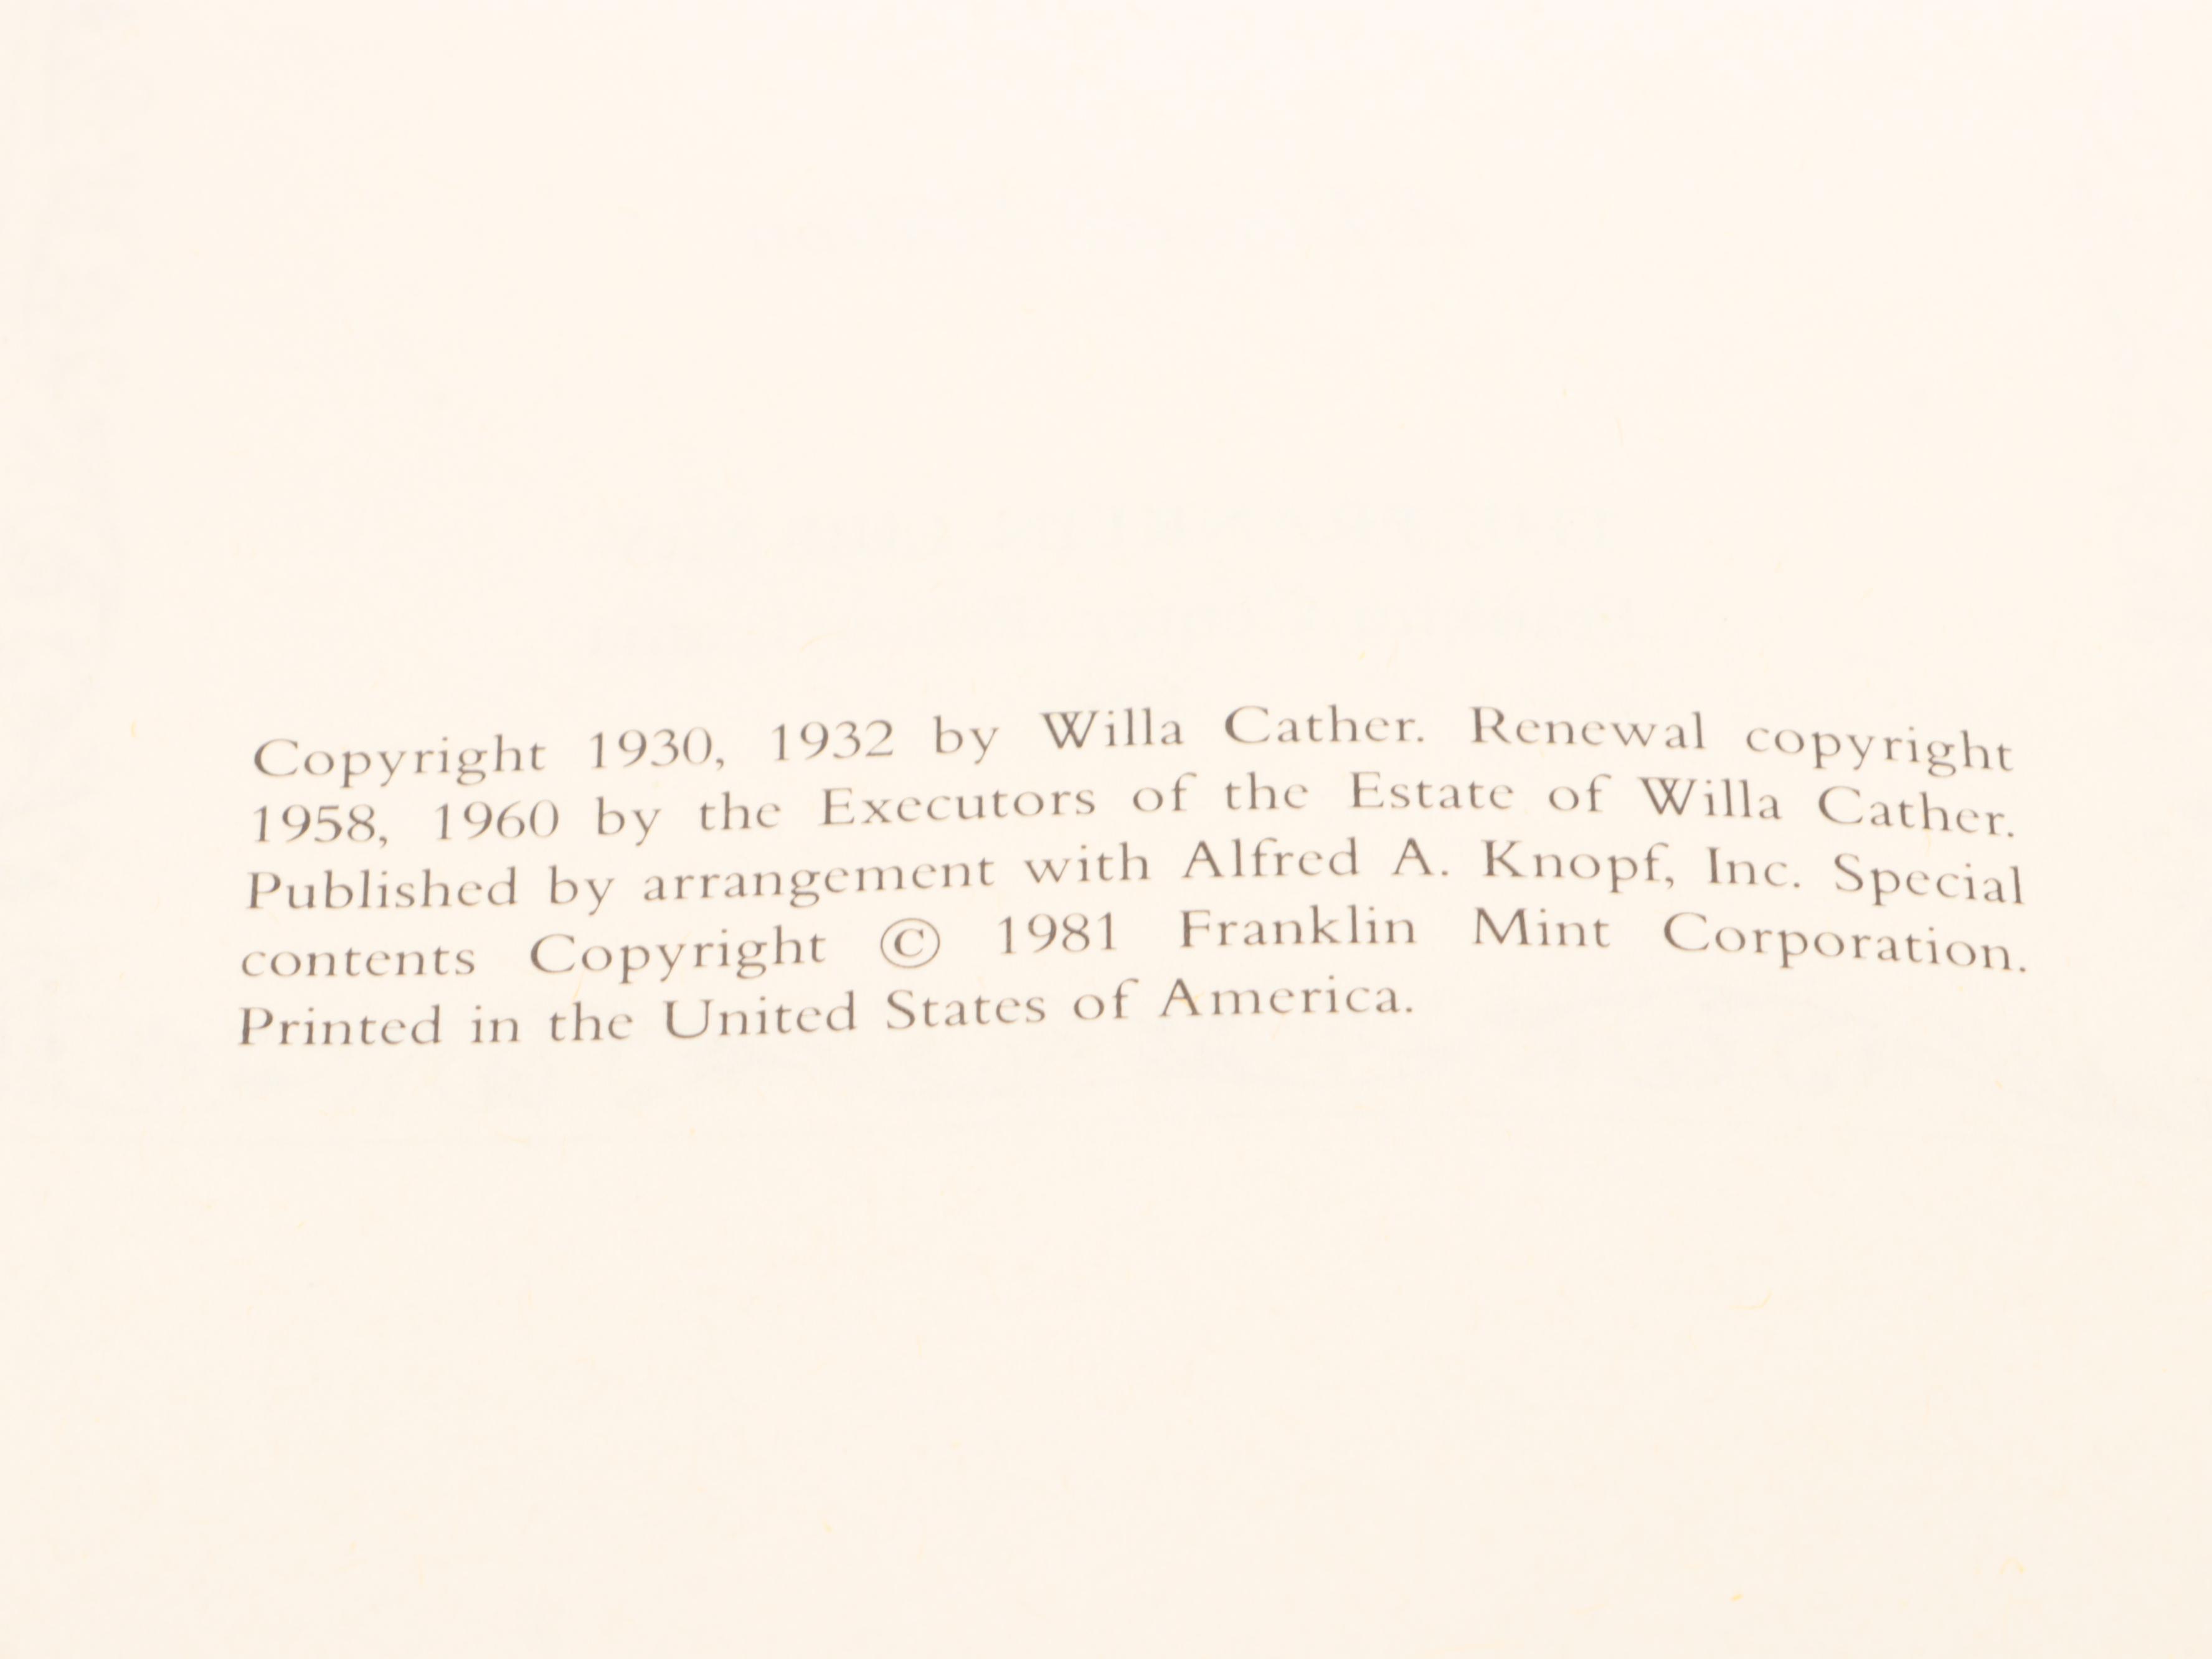 Copyright 1930, 1932 by Willa Cather. Renewal copyright
1958, 1960 by the Executors of the Estate of Willa Cather.
Published by arrangement with Alfred A. Knopf, Inc. Special
contents Copyright © 1981 Franklin Mint Corporation.
Printed in the United States of America.